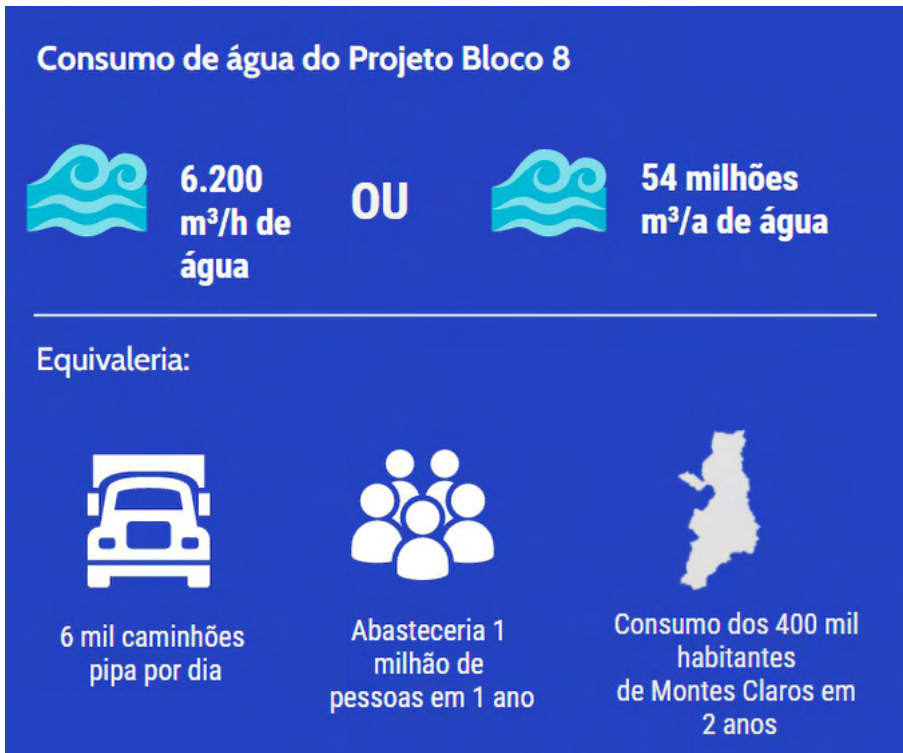 Consumo de água do Projeto Bloco 8
6.200
m³/h de
água
OU
54 milhões
m³/a de água
Equivaleria:
6 mil caminhões
pipa por dia
Abasteceria 1
milhão de
pessoas em 1 ano
Consumo dos 400 mil
habitantes
de Montes Claros em
2 anos